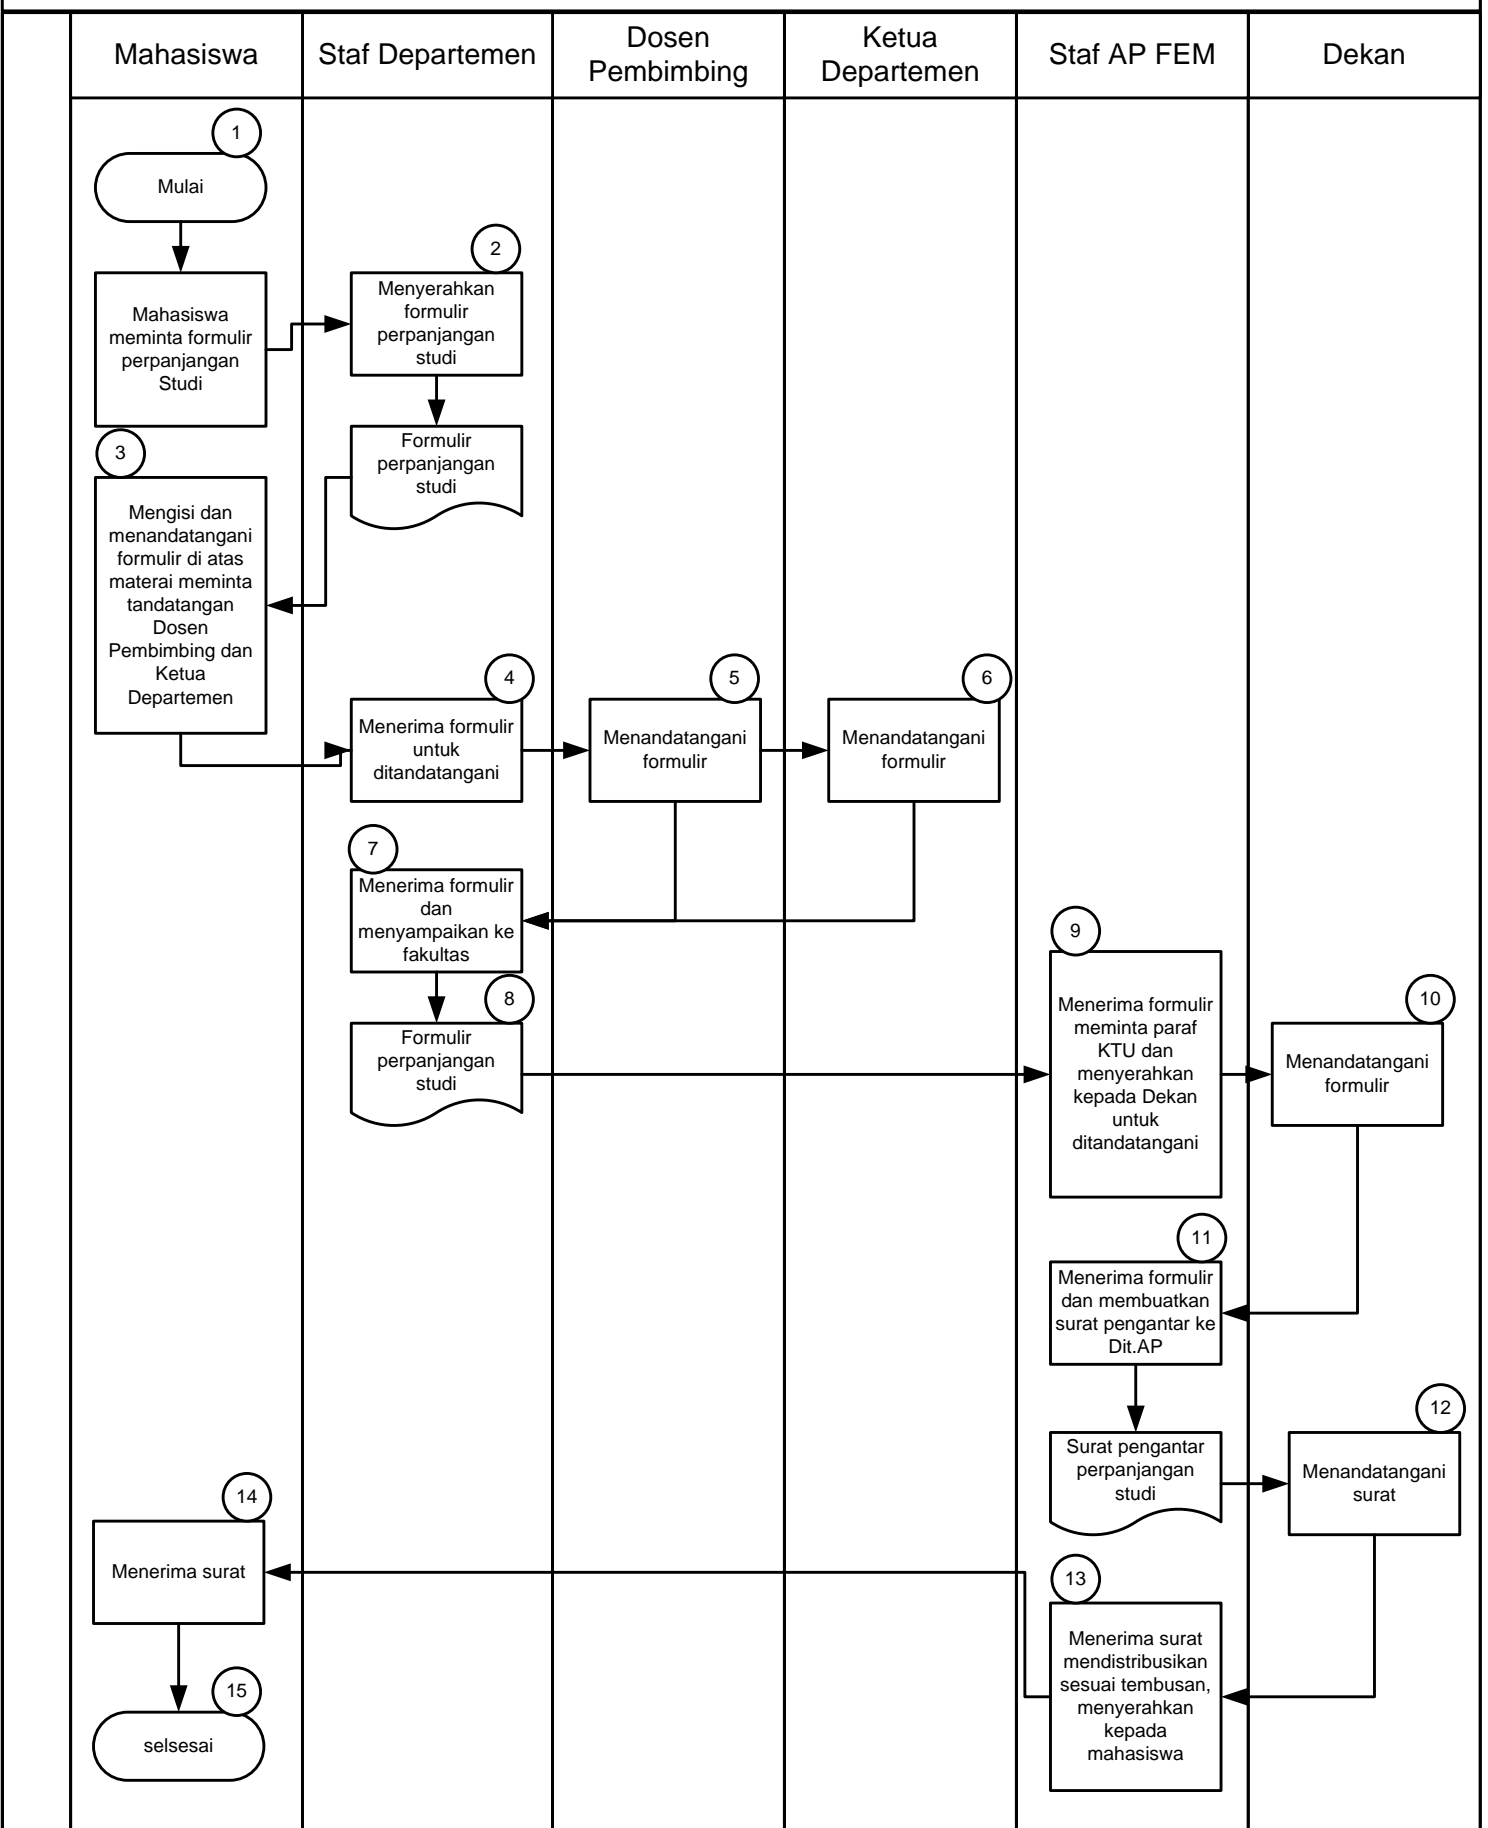 Mahasiswa
Staf Departemen
Dosen
Pembimbing
Ketua
Departemen
Staf AP FEM
Dekan
1
Mulai
Mahasiswa
meminta formulir
perpanjangan
Studi
2
Menyerahkan
formulir
perpanjangan
studi
Formulir
perpanjangan
studi
3
Mengisi dan
menandatangani
formulir di atas
materai meminta
tandatangan
Dosen
Pembimbing dan
Ketua
Departemen
4
Menerima formulir
untuk
ditandatangani
5
Menandatangani
formulir
6
Menandatangani
formulir
7
Menerima formulir
dan
menyampaikan ke
fakultas
8
Formulir
perpanjangan
studi
9
Menerima formulir
meminta paraf
KTU dan
menyerahkan
kepada Dekan
untuk
ditandatangani
10
Menandatangani
formulir
11
Menerima formulir
dan membuatkan
surat pengantar ke
Dit.AP
Surat pengantar
perpanjangan
studi
12
Menandatangani
surat
13
Menerima surat
mendistribusikan
sesuai tembusan,
menyerahkan
kepada
mahasiswa
14
Menerima surat
15
selsesai